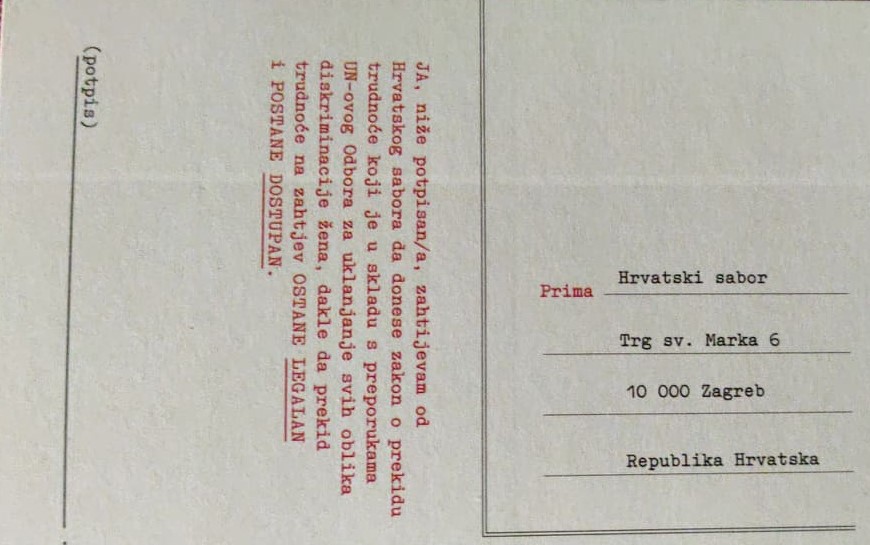 JA, niže potpisan/a, zahtijevam od
Hrvatskog sabora da donese zakon o prekidu
trudnoće koji je u skladu s preporukama
UN-ovog Odbora za uklanjanje svih oblika
diskriminacije žena, dakle da prekid
trudnoće na zahtjev OSTANE LEGALAN
i POSTANE DOSTUPAN.
(potpis)
Prima Hrvatski sabor
Trg sv. Marka 6
10 000 Zagreb
Republika Hrvatska